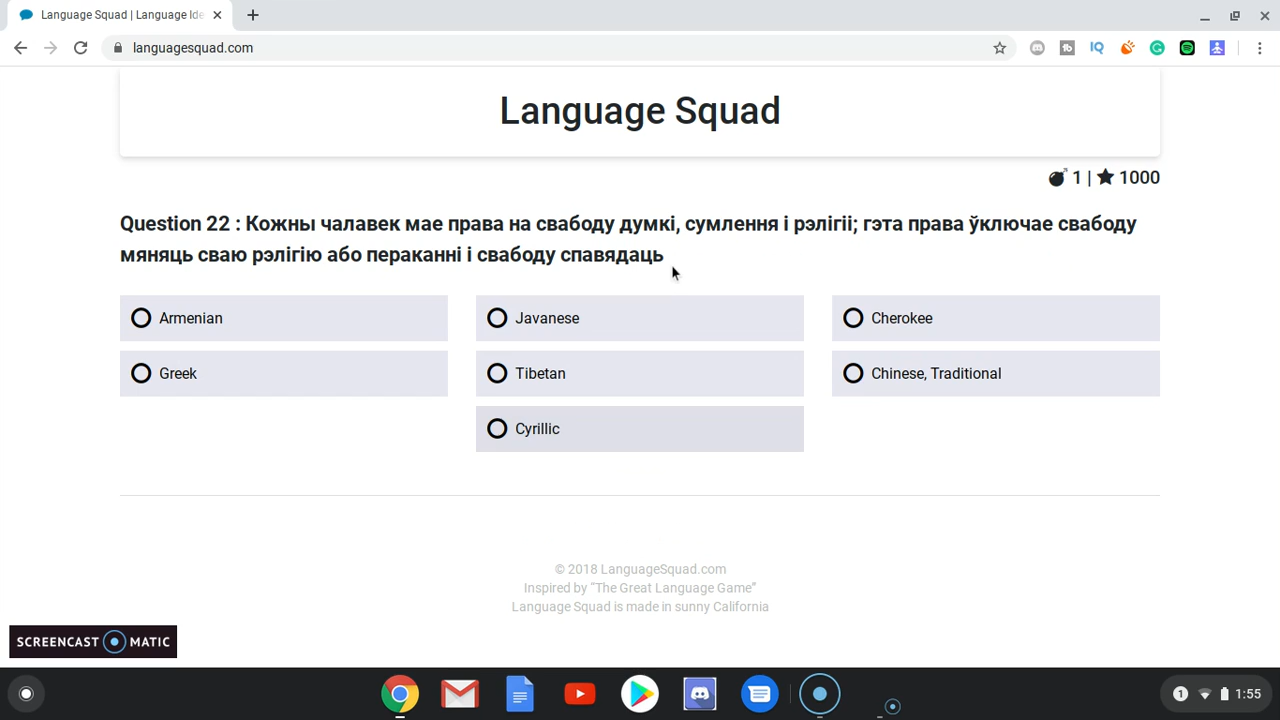 Language Squad | Language Ide
languagesquad.com
Language Squad
1 | ★ 1000
Question 22 : Кожны чалавек мае права на свабоду думкі, сумлення і рэлігіі; гэта права ўключае свабоду
мяняць сваю рэлігію або перакананні і свабоду спавядаць
Armenian
Javanese
Cherokee
Greek
Tibetan
Chinese, Traditional
Cyrillic
© 2018 LanguageSquad.com
Inspired by “The Great Language Game”
Language Squad is made in sunny California
SCREENCAST MATIC
1 1:55